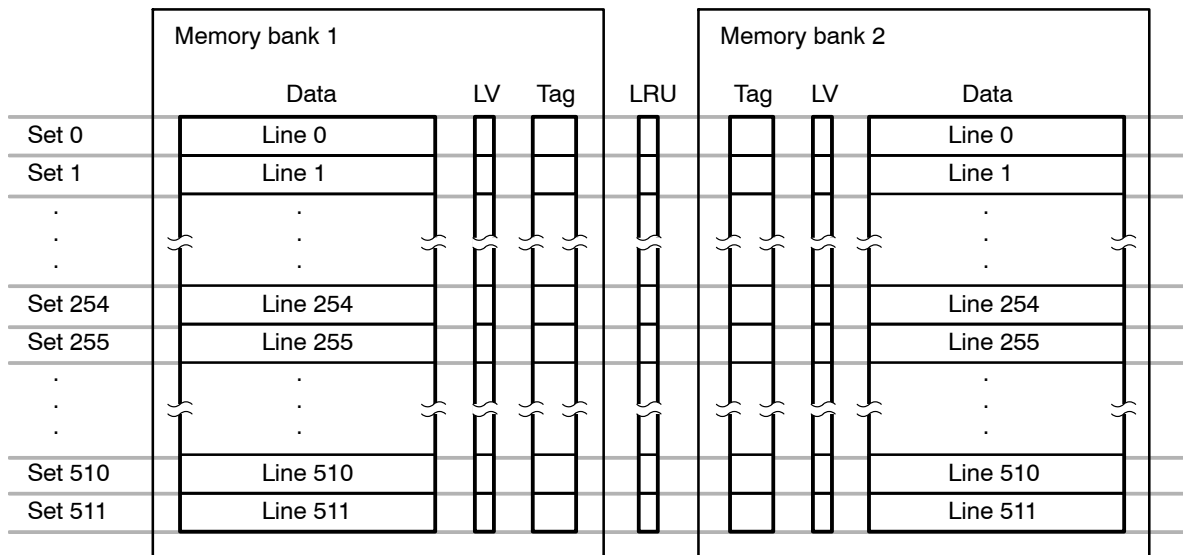 Memory bank 1 Memory bank 2
Data LV Tag LRU Tag LV Data
Set 0 Line 0 Line 0
Set 1 Line 1 Line 1
. . .
. . .
. . .
Set 254 Line 254 Line 254
Set 255 Line 255 Line 255
. . .
. . .
. . .
Set 510 Line 510 Line 510
Set 511 Line 511 Line 511